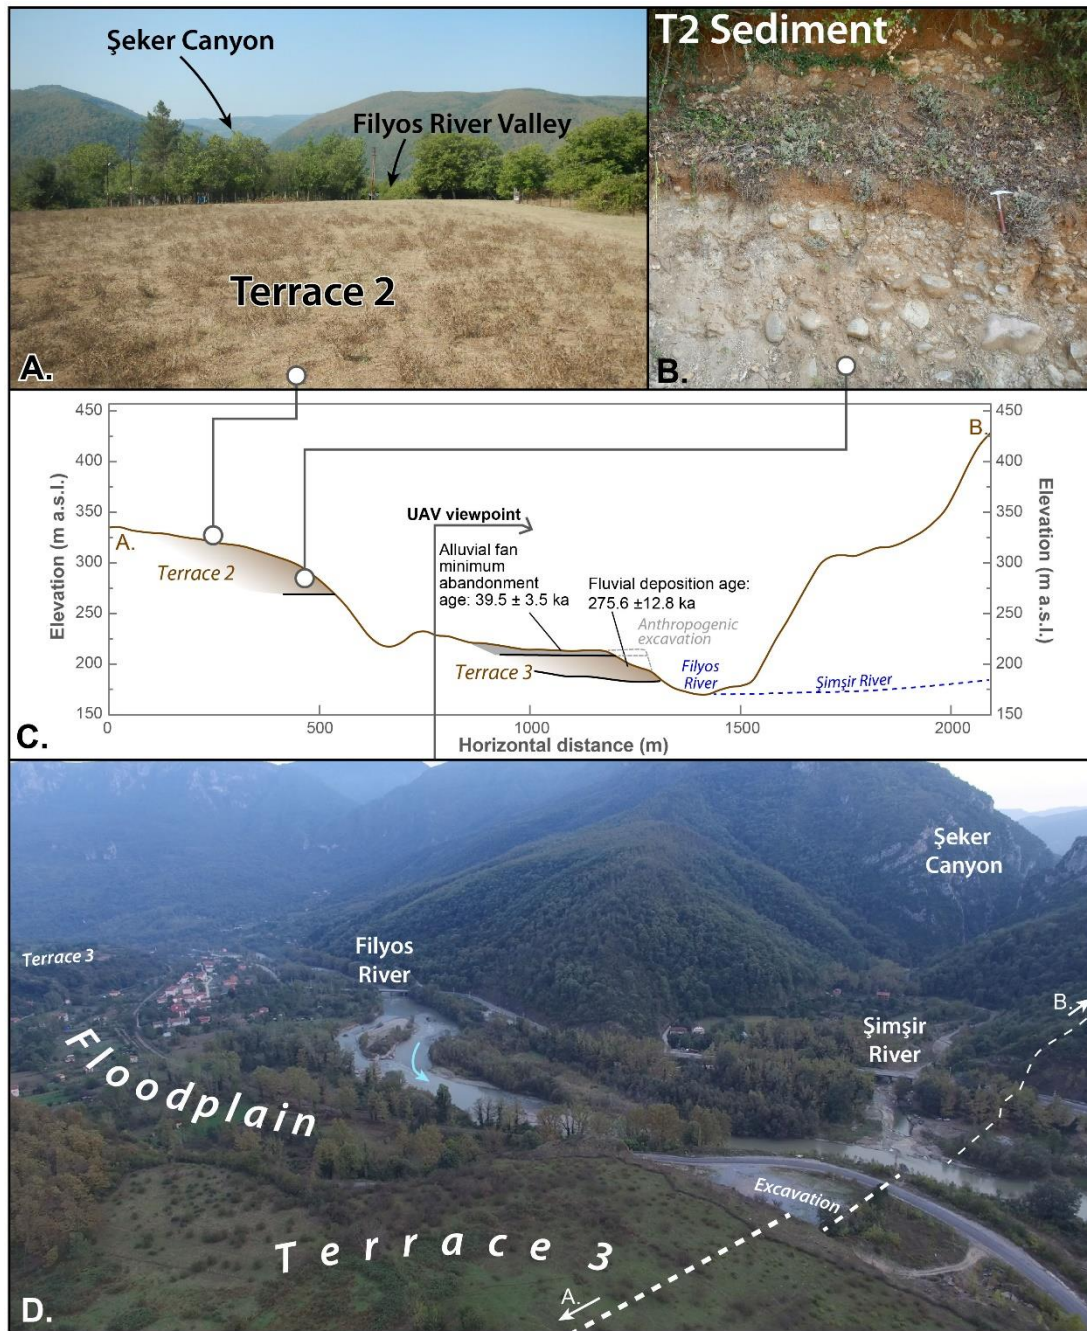 Şeker Canyon
Filyos River Valley
Terrace 2
A.
T2 Sediment
B.
450
400
350
300
250
200
150
Elevation (m a.s.l.)
A.
Terrace 2
UAV viewpoint
Alluvial fan
minimum
abandonment
age: 39.5 ± 3.5 ka
Fluvial deposition age:
275.6 ±12.8 ka
Anthropogenic
excavation
Terrace 3
Filyos
River
Şimşir River
B.
450
400
350
300
250
200
150
Elevation (m a.s.l.)
0
500
1000
1500
2000
Horizontal distance (m)
C.
Şeker
Canyon
Terrace 3
Filyos
River
Floodplain
Şimşir
River
B.
Excavation
Terrace 3
A.
D.